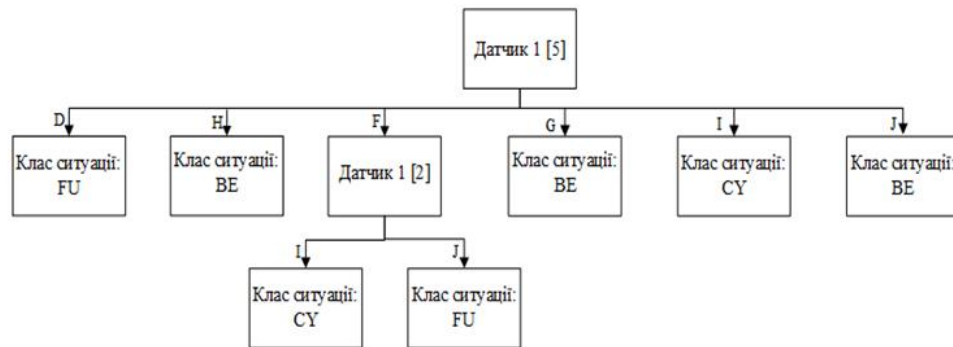 Датчик 1 [5]
D
H
F
G
I
J
Клас ситуації:
FU
Клас ситуації:
BE
Датчик 1 [2]
Клас ситуації:
BE
Клас ситуації:
CY
Клас ситуації:
BE
I
J
Клас ситуації:
CY
Клас ситуації:
FU